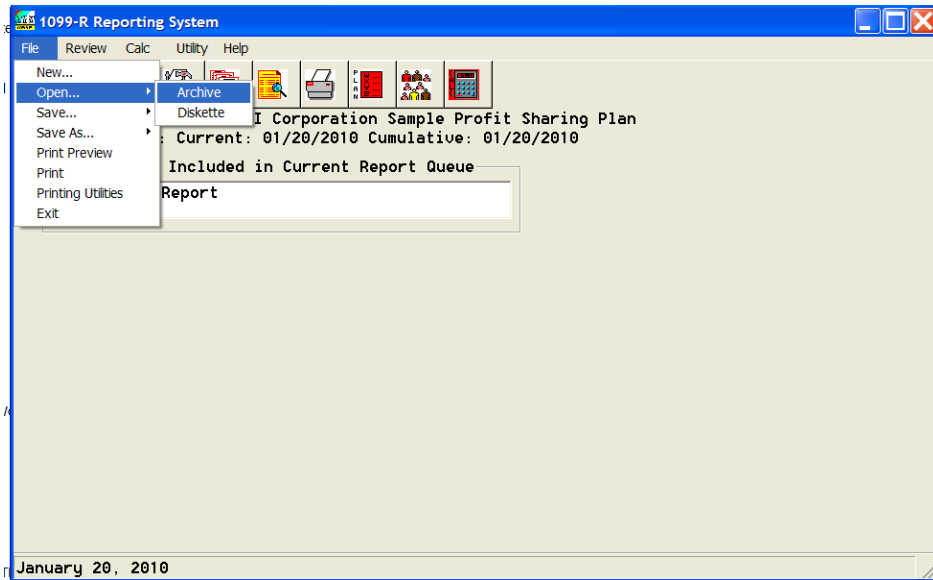 1099-R Reporting System
File Review Calc Utility Help
New...
Open...
Archive
Save...
Diskette
I Corporation Sample Profit Sharing Plan
Save As...
: Current: 01/20/2010 Cumulative: 01/20/2010
Print Preview
Included in Current Report Queue
Print
Printing Utilities
Report
Exit
PLAN
January 20, 2010